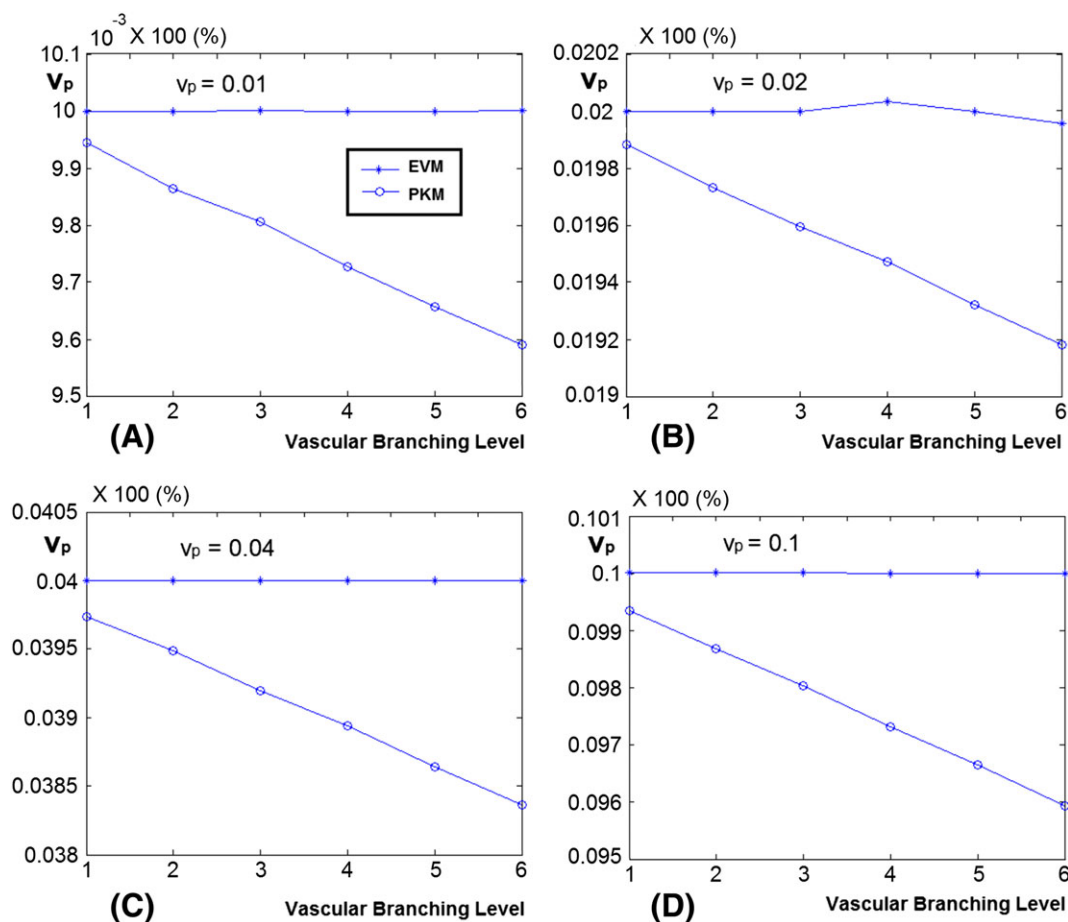 10^-3 X 100 (%)
10.1
Vp
vp = 0.01
10
9.9
9.8
9.7
9.6
9.5
EVM
PKM
1 2 3 4 5 6
(A) Vascular Branching Level
X 100 (%)
0.0202
Vp
vp = 0.02
0.02
0.0198
0.0196
0.0194
0.0192
0.019
1 2 3 4 5 6
(B) Vascular Branching Level
X 100 (%)
0.0405
Vp
vp = 0.04
0.04
0.0395
0.039
0.0385
0.038
1 2 3 4 5 6
(C) Vascular Branching Level
X 100 (%)
0.101
Vp
vp = 0.1
0.1
0.099
0.098
0.097
0.096
0.095
1 2 3 4 5 6
(D) Vascular Branching Level